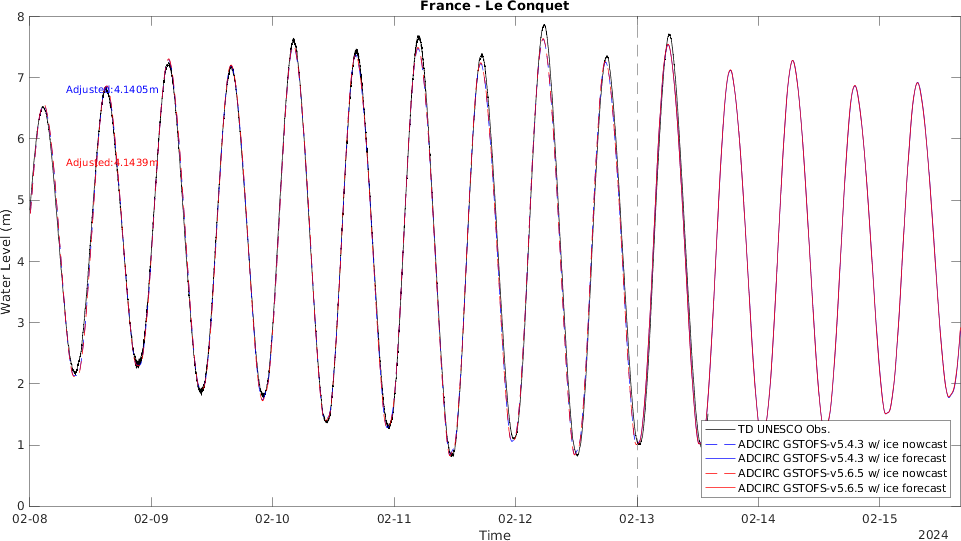 France - Le Conquet
8
7
6
5
4
3
2
1
0
Water Level (m)
Adjusted:4.1405m
Adjusted:4.1439m
TD UNESCO Obs.
ADCIRC GSTOFS-v5.4.3 w/ ice nowcast
ADCIRC GSTOFS-v5.4.3 w/ ice forecast
ADCIRC GSTOFS-v5.6.5 w/ ice nowcast
ADCIRC GSTOFS-v5.6.5 w/ ice forecast
02-08 02-09 02-10 02-11 02-12 02-13 02-14 02-15
Time
2024